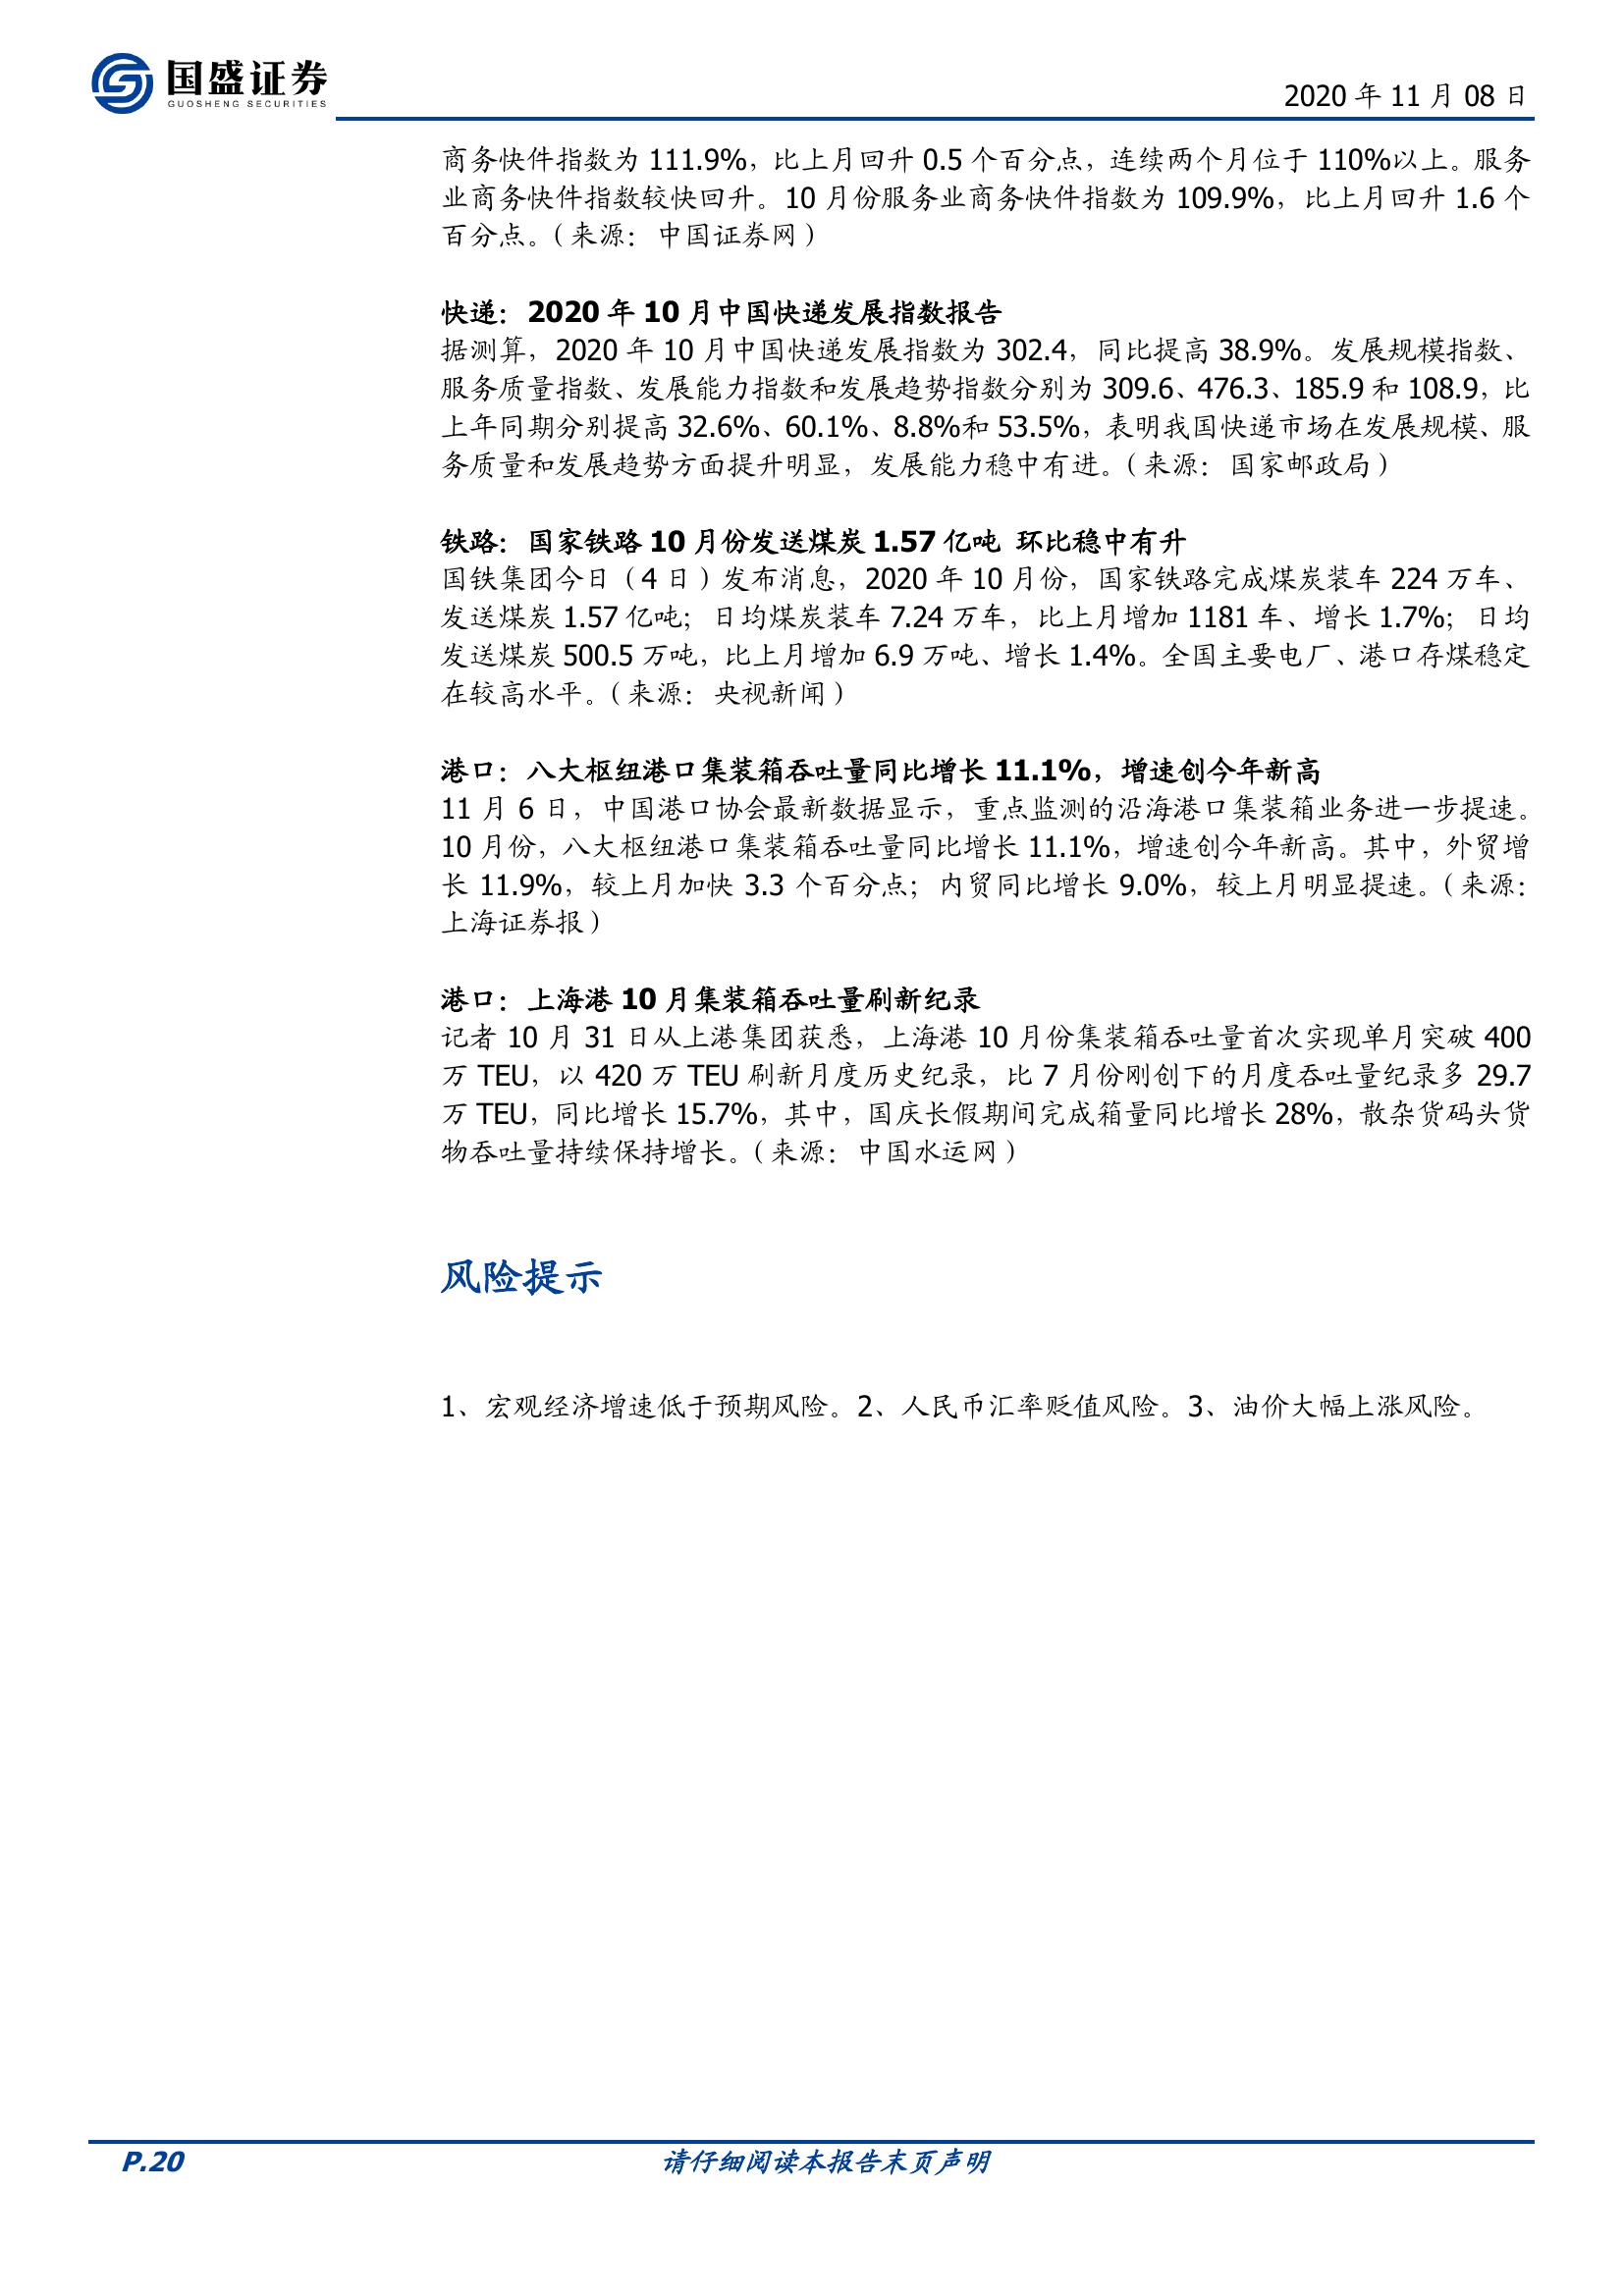 国盛证券
GUOSHENG SECURITIES
2020 年 11 月 08 日
商务快件指数为 111.9%，比上月回升 0.5 个百分点，连续两个月位于 110%以上。服务
业商务快件指数较快回升。10 月份服务业商务快件指数为 109.9%，比上月回升 1.6 个
百分点。（来源：中国证券网）
快递：2020 年 10 月中国快递发展指数报告
据测算，2020 年 10 月中国快递发展指数为 302.4，同比提高 38.9%。发展规模指数、
服务质量指数、发展能力指数和发展趋势指数分别为 309.6、476.3、185.9 和 108.9，比
上年同期分别提高 32.6%、60.1%、8.8%和 53.5%，表明我国快递市场在发展规模、服
务质量和发展趋势方面提升明显，发展能力稳中有进。（来源：国家邮政局）
铁路：国家铁路 10 月份发送煤炭 1.57 亿吨 环比稳中有升
国铁集团今日（4 日）发布消息，2020 年 10 月份，国家铁路完成煤炭装车 224 万车、
发送煤炭 1.57 亿吨；日均煤炭装车 7.24 万车，比上月增加 1181 车、增长 1.7%；日均
发送煤炭 500.5 万吨，比上月增加 6.9 万吨、增长 1.4%。全国主要电厂、港口存煤稳定
在较高水平。（来源：央视新闻）
港口：八大枢纽港口集装箱吞吐量同比增长 11.1%，增速创今年新高
11 月 6 日，中国港口协会最新数据显示，重点监测的沿海港口集装箱业务进一步提速。
10 月份，八大枢纽港口集装箱吞吐量同比增长 11.1%，增速创今年新高。其中，外贸增
长 11.9%，较上月加快 3.3 个百分点；内贸同比增长 9.0%，较上月明显提速。（来源：
上海证券报）
港口：上海港 10 月集装箱吞吐量刷新纪录
记者 10 月 31 日从上港集团获悉，上海港 10 月份集装箱吞吐量首次实现单月突破 400
万 TEU，以 420 万 TEU 刷新月度历史纪录，比 7 月份刚创下的月度吞吐量纪录多 29.7
万 TEU，同比增长 15.7%，其中，国庆长假期间完成箱量同比增长 28%，散杂货码头货
物吞吐量持续保持增长。（来源：中国水运网）
风险提示
1、宏观经济增速低于预期风险。2、人民币汇率贬值风险。3、油价大幅上涨风险。
P.20
请仔细阅读本报告末页声明